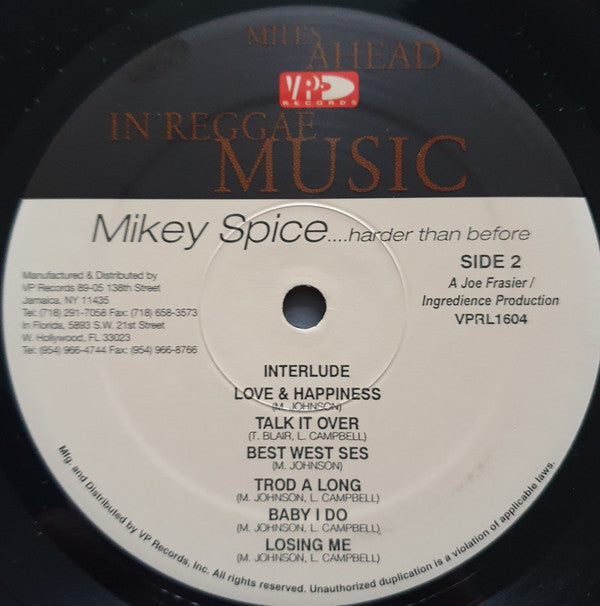 MILES
AHEAD
VP
RECORDS
IN REGGAE
MUSIC
Mikey Spice....harder than before
SIDE 2
A Joe Frasier /
Ingredience Production
VPRL1604
Manufactured & Distributed by
VP Records 89-05 138th Street
Jamaica, NY 11435
Tel: (718) 291-7058 Fax: (718) 658-3573
In Florida, 5893 S.W. 21st Street
W. Hollywood, FL 33023
Tel: (954) 966-4744 Fax: (954) 966-8766
INTERLUDE
LOVE & HAPPINESS
(M. JOHNSON)
TALK IT OVER
(T. BLAIR, L. CAMPBELL)
BEST WEST SES
(M. JOHNSON)
TROD A LONG
(M. JOHNSON, L. CAMPBELL)
BABY I DO
(M. JOHNSON, L. CAMPBELL)
LOSING ME
(M. JOHNSON, L. CAMPBELL)
Mfg. and Distributed by VP Records, Inc. All rights reserved. Unauthorized duplication is a violation of applicable laws.